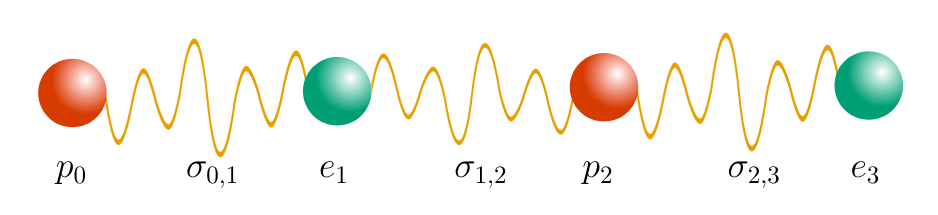 p₀ σ₀,₁ e₁ σ₁,₂ p₂ σ₂,₃ e₃